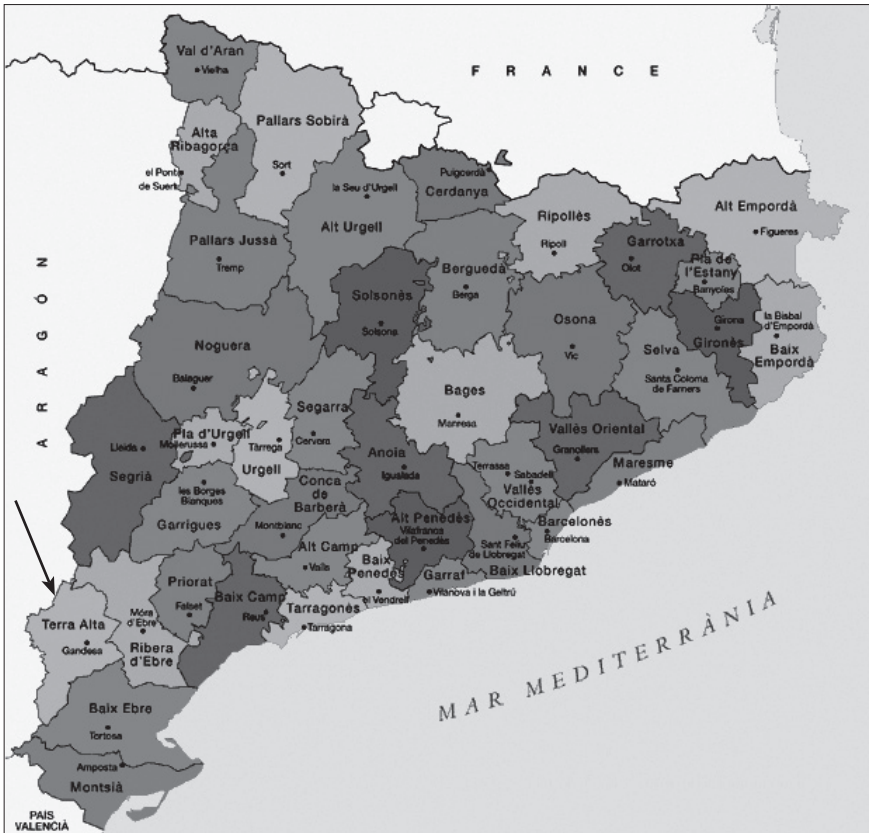 Val d'Aran
Vielha
FRANCE
Pallars Sobirà
Alta
Ribagorça
Sort
el Pont
de Suert
Puigcerdà
Cerdanya
la Seu d'Urgell
Alt Urgell
Ripollès
Ripoll
Alt Empordà
Figueres
Garrotxa
Olot
Pla de
l'Estany
Banyoles
Pallars Jussà
Tremp
Berguedà
Berga
Solsonès
Solsona
Osona
Vic
Girona
Gironès
la Bisbal
d'Empordà
Baix
Empordà
ARAGÓN
Noguera
Balaguer
Selva
Santa Coloma
de Farners
Bages
Manresa
Segarra
Cervera
Pla d'Urgell
Mollerussa
Tàrrega
Urgell
Lleida
Segrià
Vallès Oriental
Granollers
Anoia
Igualada
Terrassa
Sabadell
Vallès
Occidental
Maresme
Mataró
les Borges
Blanques
Garrigues
Conca
de
Barberà
Montblanc
Alt Penedès
Vilafranca
del Penedès
Barcelonès
Barcelona
Sant Feliu
de Llobregat
Baix Llobregat
Alt Camp
Valls
Baix
Penedès
el Vendrell
Garraf
Vilanova i la Geltrú
Priorat
Falset
Baix Camp
Reus
Tarragonès
Tarragona
Terra Alta
Gandesa
Móra
d'Ebre
Ribera
d'Ebre
MAR MEDITERRÀNIA
Baix Ebre
Tortosa
Amposta
Montsià
PAÍS
VALENCIÀ